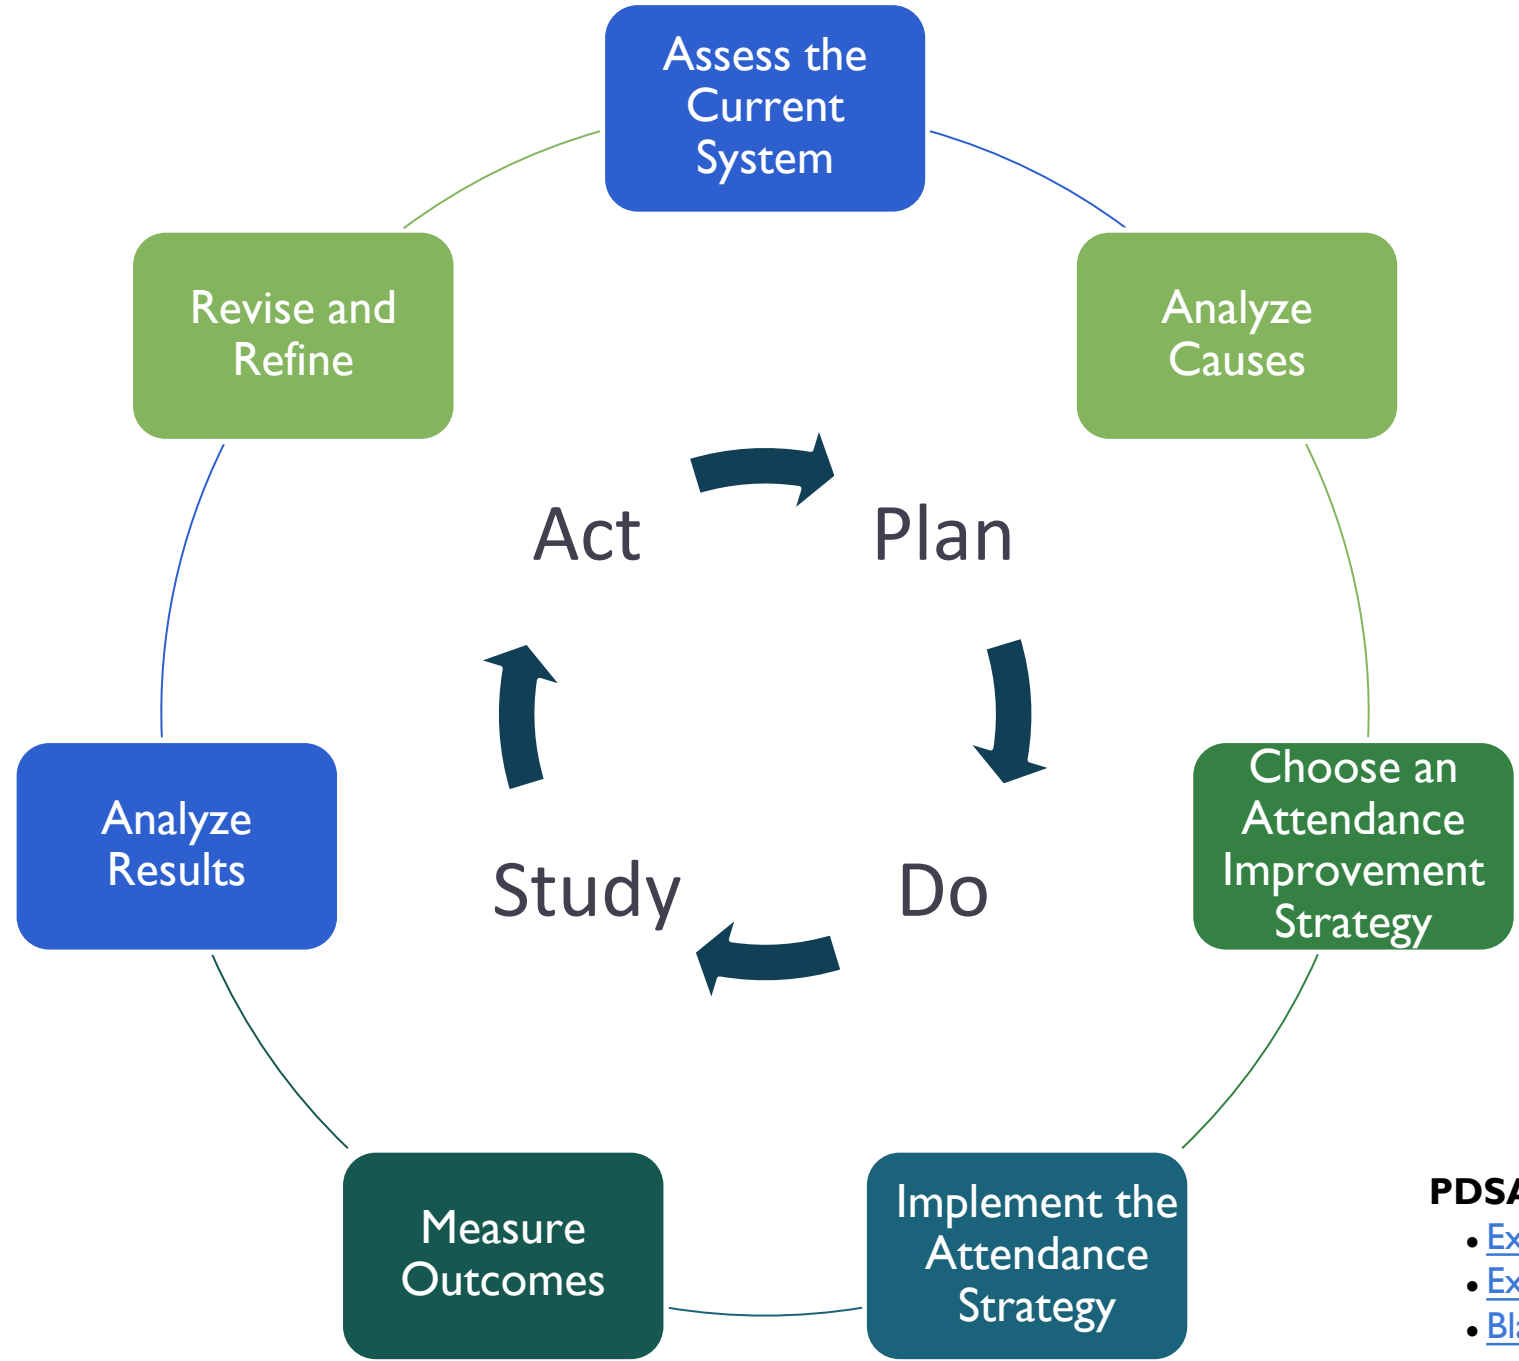 Assess the
Current
System
Analyze
Causes
Choose an
Attendance
Improvement
Strategy
Implement the
Attendance
Strategy
Measure
Outcomes
Analyze
Results
Revise and
Refine
Act
Plan
Do
Study
PDSA